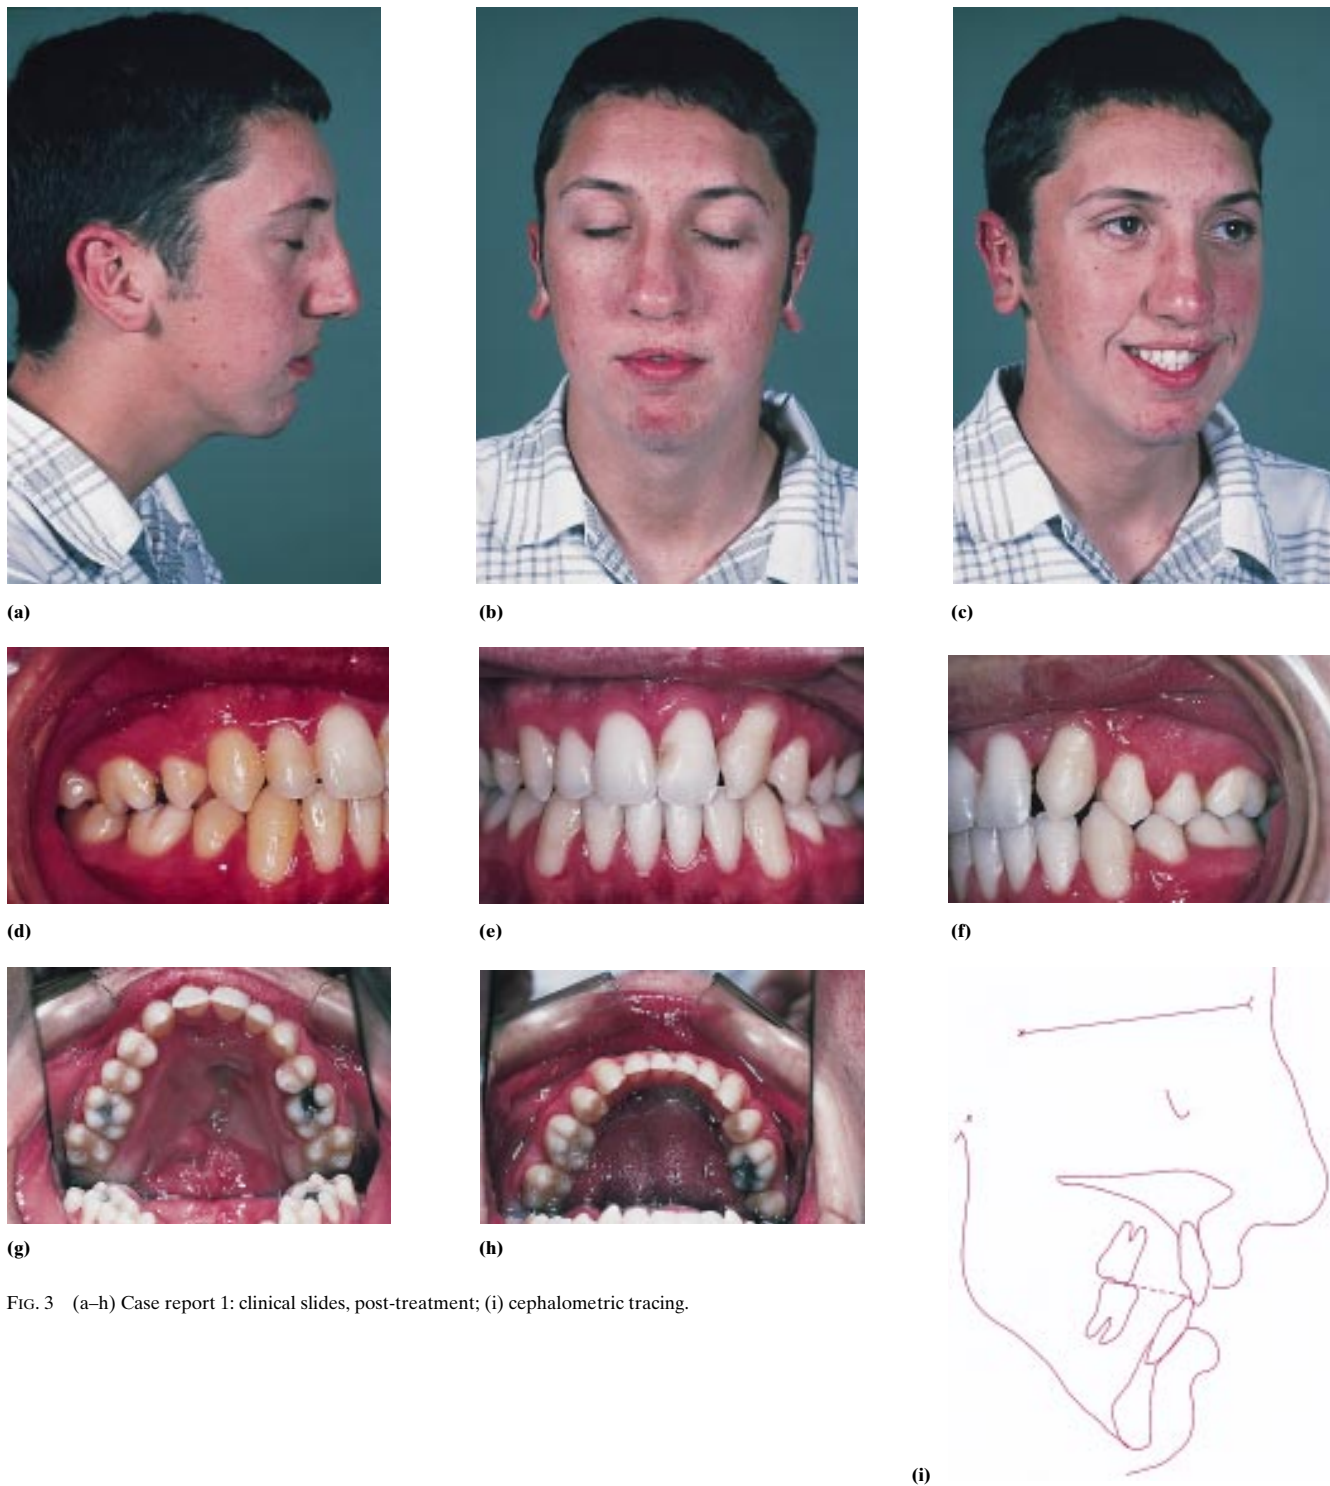 (a)
(b)
(c)
(d)
(e)
(f)
(g)
(h)
FIG. 3 (a–h) Case report 1: clinical slides, post-treatment; (i) cephalometric tracing.
(i)